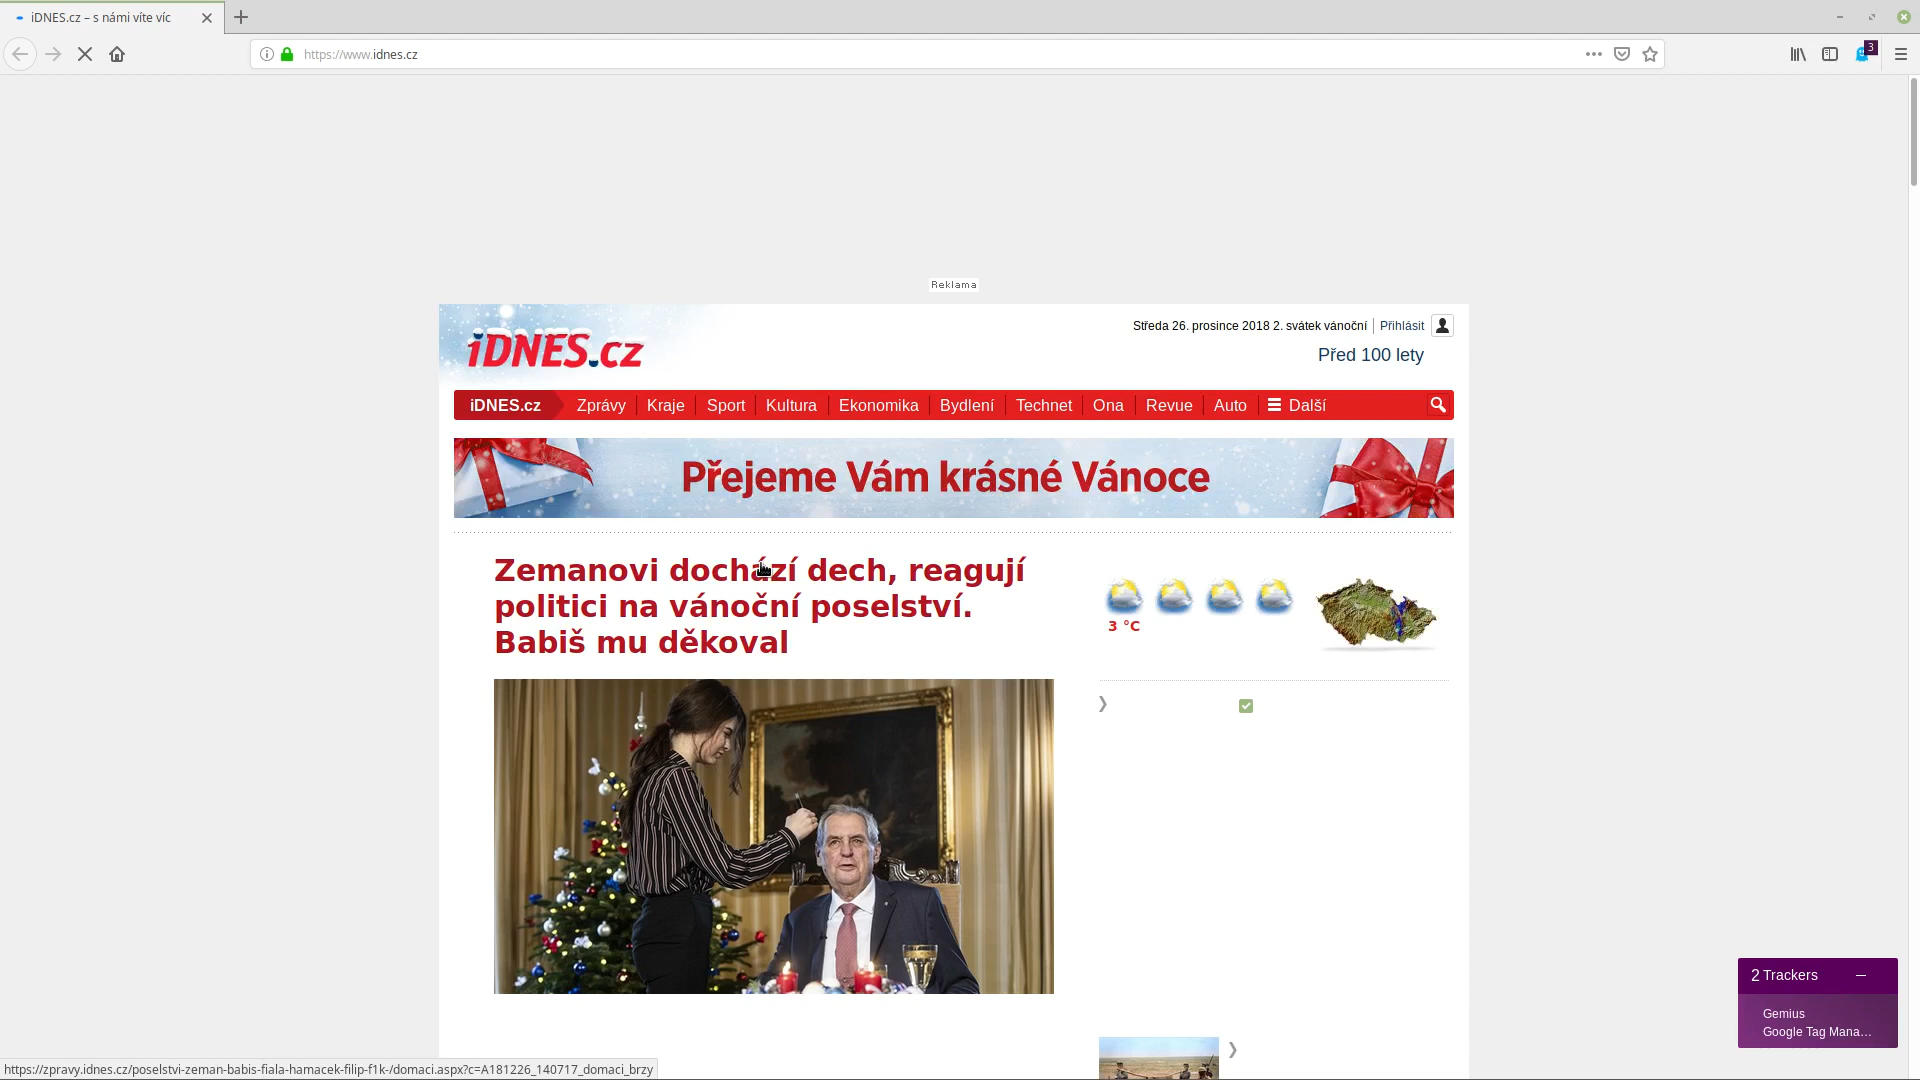 iDNES.cz – s námi víte víc
https://www.idnes.cz
3
Reklama
iDNES.cz
Středa 26. prosince 2018 2. svátek vánoční
Přihlásit
Před 100 lety
iDNES.cz
Zprávy
Kraje
Sport
Kultura
Ekonomika
Bydlení
Technet
Ona
Revue
Auto
Další
Přejeme Vám krásné Vánoce
Zemanovi dochází dech, reagují
politici na vánoční poselství.
Babiš mu děkoval
3 °C
2 Trackers
Gemius
Google Tag Mana…
https://zpravy.idnes.cz/poselstvi-zeman-babis-fiala-hamacek-filip-f1k-/domaci.aspx?c=A181226_140717_domaci_brzy